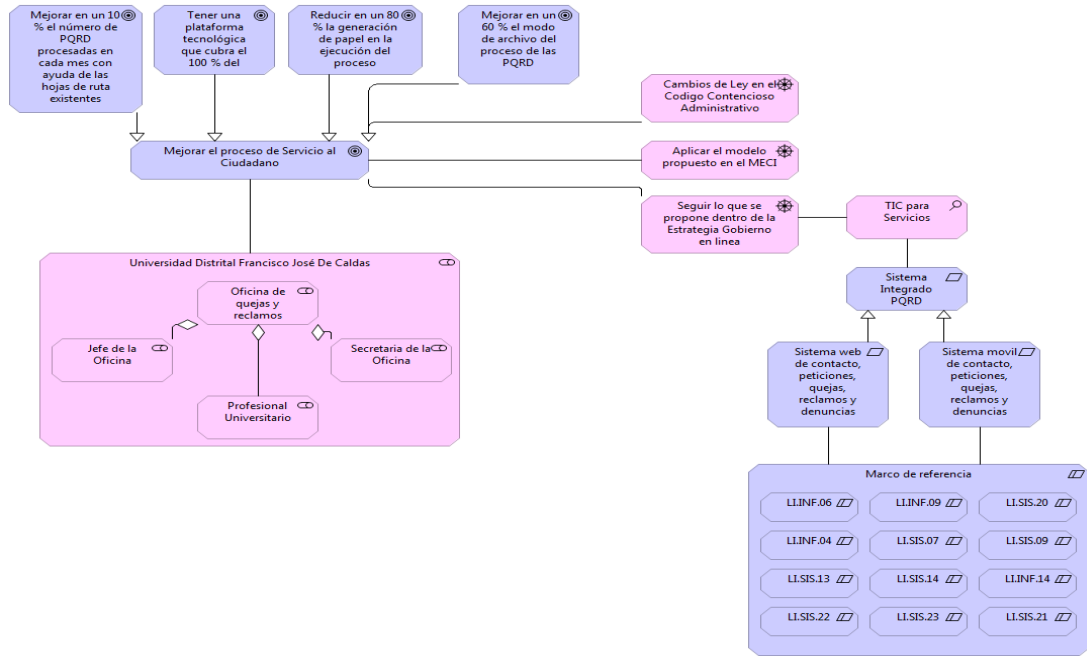 Mejorar en un 10
% el número de
PQRD
procesadas en
cada mes con
ayuda de las
hojas de ruta
existentes
Tener una
plataforma
tecnológica
que cubra el
100 % del
Reducir en un 80
% la generación
de papel en la
ejecución del
proceso
Mejorar en un
60 % el modo
de archivo del
proceso de las
PQRD
Cambios de Ley en el
Codigo Contencioso
Administrativo
Mejorar el proceso de Servicio al
Ciudadano
Aplicar el modelo
propuesto en el MECI
Seguir lo que se
propone dentro de la
Estrategia Gobierno
en linea
TIC para
Servicios
Universidad Distrital Francisco José De Caldas
Oficina de
quejas y
reclamos
Jefe de la
Oficina
Secretaria de la
Oficina
Profesional
Universitario
Sistema
Integrado
PQRD
Sistema web
de contacto,
peticiones,
quejas,
reclamos y
denuncias
Sistema movil
de contacto,
peticiones,
quejas,
reclamos y
denuncias
Marco de referencia
LI.INF.06
LI.INF.09
LI.SIS.20
LI.INF.04
LI.SIS.07
LI.SIS.09
LI.SIS.13
LI.SIS.14
LI.INF.14
LI.SIS.22
LI.SIS.23
LI.SIS.21